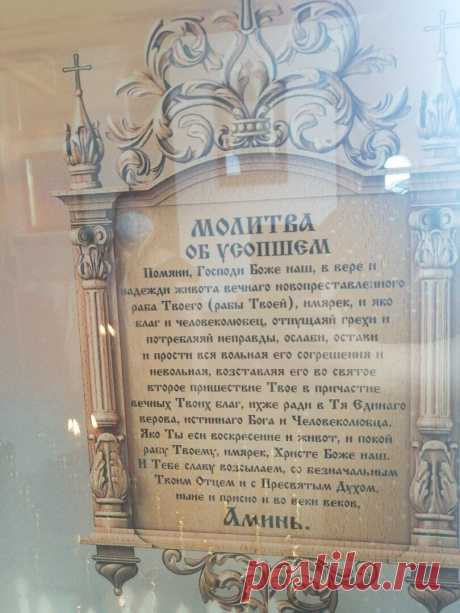 МОЛИТВА
ОБ УСОПШЕМ
Помяни, Господи Боже наш, в вере и
надежди живота вечнаго новопреставленного
раба Твоего (рабы Твоей), имярек, и яко
благ и человеколюбец, отпущаяй грехи и
потребляяй неправды, ослаби, остави
и прости вся вольная его согрешения и
невольная, возставляя его во святое
второе пришествие Твое в причастие
вечных Твоих благ, ихже ради в Тя Единаго
верова, истиннаго Бога и Человеколюбца.
Яко Ты еси воскресение и живот, и покой
рабу Твоему, имярек, Христе Боже наш.
И Тебе славу возсылаем, со безначальным
Твоим Отцем и с Пресвятым Духом,
ныне и присно и во веки веков,
Аминь.
postila.ru